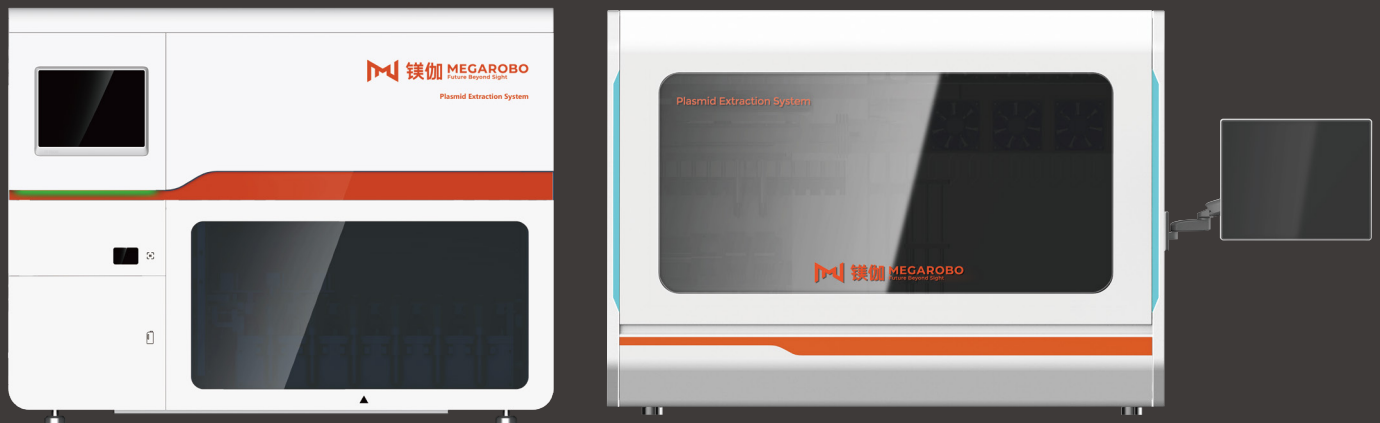 镁伽 MEGAROBO
Future Beyond Sight
Plasmid Extraction System
Plasmid Extraction System
镁伽 MEGAROBO
Future Beyond Sight